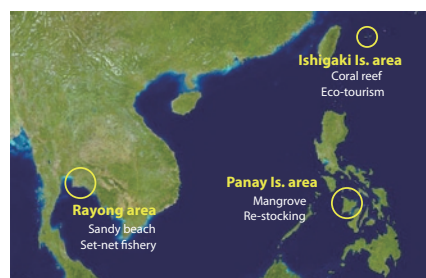 Ishigaki Is. area
Coral reef
Eco-tourism
Panay Is. area
Mangrove
Re-stocking
Rayong area
Sandy beach
Set-net fishery